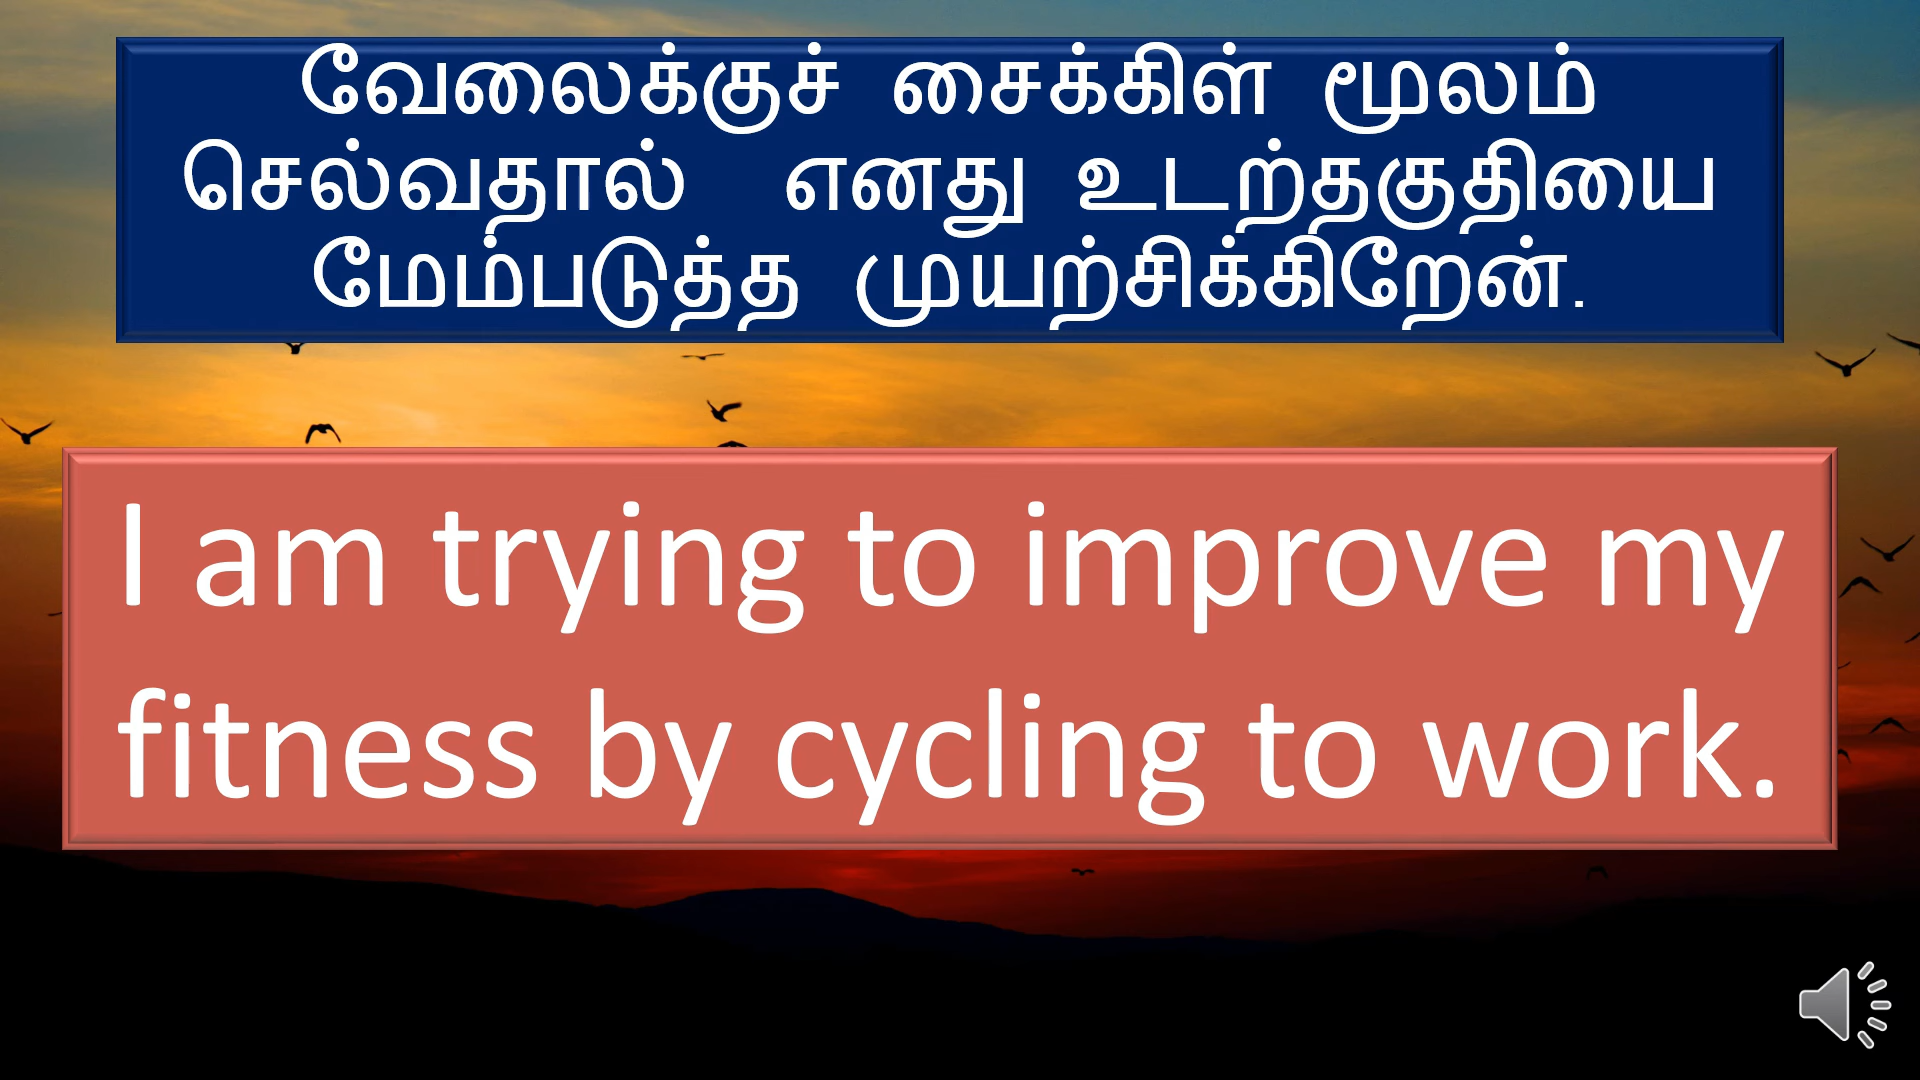 வேலைக்குச் சைக்கிள் மூலம்
செல்வதால் எனது உடற்தகுதியை
மேம்படுத்த முயற்சிக்கிறேன்.
I am trying to improve my
fitness by cycling to work.